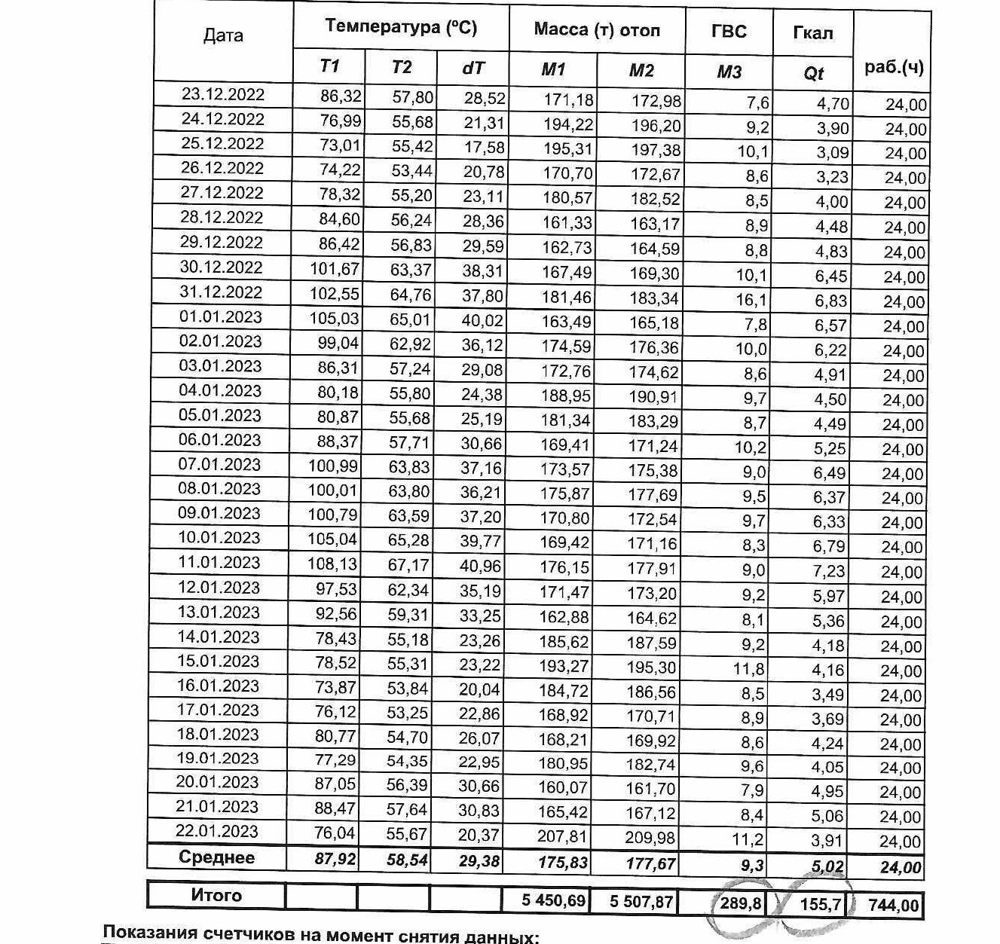 Дата Температура (ºС) Масса (т) отоп ГВС Гкал раб.(ч)
T1 T2 dT M1 M2 M3 Qt
23.12.2022 86,32 57,80 28,52 171,18 172,98 7,6 4,70 24,00
24.12.2022 76,99 55,68 21,31 194,22 196,20 9,2 3,90 24,00
25.12.2022 73,01 55,42 17,58 195,31 197,38 10,1 3,09 24,00
26.12.2022 74,22 53,44 20,78 170,70 172,67 8,6 3,23 24,00
27.12.2022 78,32 55,20 23,11 180,57 182,52 8,5 4,00 24,00
28.12.2022 84,60 56,24 28,36 161,33 163,17 8,9 4,48 24,00
29.12.2022 86,42 56,83 29,59 162,73 164,59 8,8 4,83 24,00
30.12.2022 101,67 63,37 38,31 167,49 169,30 10,1 6,45 24,00
31.12.2022 102,55 64,76 37,80 181,46 183,34 16,1 6,83 24,00
01.01.2023 105,03 65,01 40,02 163,49 165,18 7,8 6,57 24,00
02.01.2023 99,04 62,92 36,12 174,59 176,36 10,0 6,22 24,00
03.01.2023 86,31 57,24 29,08 172,76 174,62 8,6 4,91 24,00
04.01.2023 80,18 55,80 24,38 188,95 190,91 9,7 4,50 24,00
05.01.2023 80,87 55,68 25,19 181,34 183,29 8,7 4,49 24,00
06.01.2023 88,37 57,71 30,66 169,41 171,24 10,2 5,25 24,00
07.01.2023 100,99 63,83 37,16 173,57 175,38 9,0 6,49 24,00
08.01.2023 100,01 63,80 36,21 175,87 177,69 9,5 6,37 24,00
09.01.2023 100,79 63,59 37,20 170,80 172,54 9,7 6,33 24,00
10.01.2023 105,04 65,28 39,77 169,42 171,16 8,3 6,79 24,00
11.01.2023 108,13 67,17 40,96 176,15 177,91 9,0 7,23 24,00
12.01.2023 97,53 62,34 35,19 171,47 173,20 9,2 5,97 24,00
13.01.2023 92,56 59,31 33,25 162,88 164,62 8,1 5,36 24,00
14.01.2023 78,43 55,18 23,26 185,62 187,59 9,2 4,18 24,00
15.01.2023 78,52 55,31 23,22 193,27 195,30 11,8 4,16 24,00
16.01.2023 73,87 53,84 20,04 184,72 186,56 8,5 3,49 24,00
17.01.2023 76,12 53,25 22,86 168,92 170,71 8,9 3,69 24,00
18.01.2023 80,77 54,70 26,07 168,21 169,92 8,6 4,24 24,00
19.01.2023 77,29 54,35 22,95 180,95 182,74 9,6 4,05 24,00
20.01.2023 87,05 56,39 30,66 160,07 161,70 7,9 4,95 24,00
21.01.2023 88,47 57,64 30,83 165,42 167,12 8,4 5,06 24,00
22.01.2023 76,04 55,67 20,37 207,81 209,98 11,2 3,91 24,00
Среднее 87,92 58,54 29,38 175,83 177,67 9,3 5,02 24,00
Итого 5 450,69 5 507,87 289,8 155,7 744,00
Показания счетчиков на момент снятия данных: